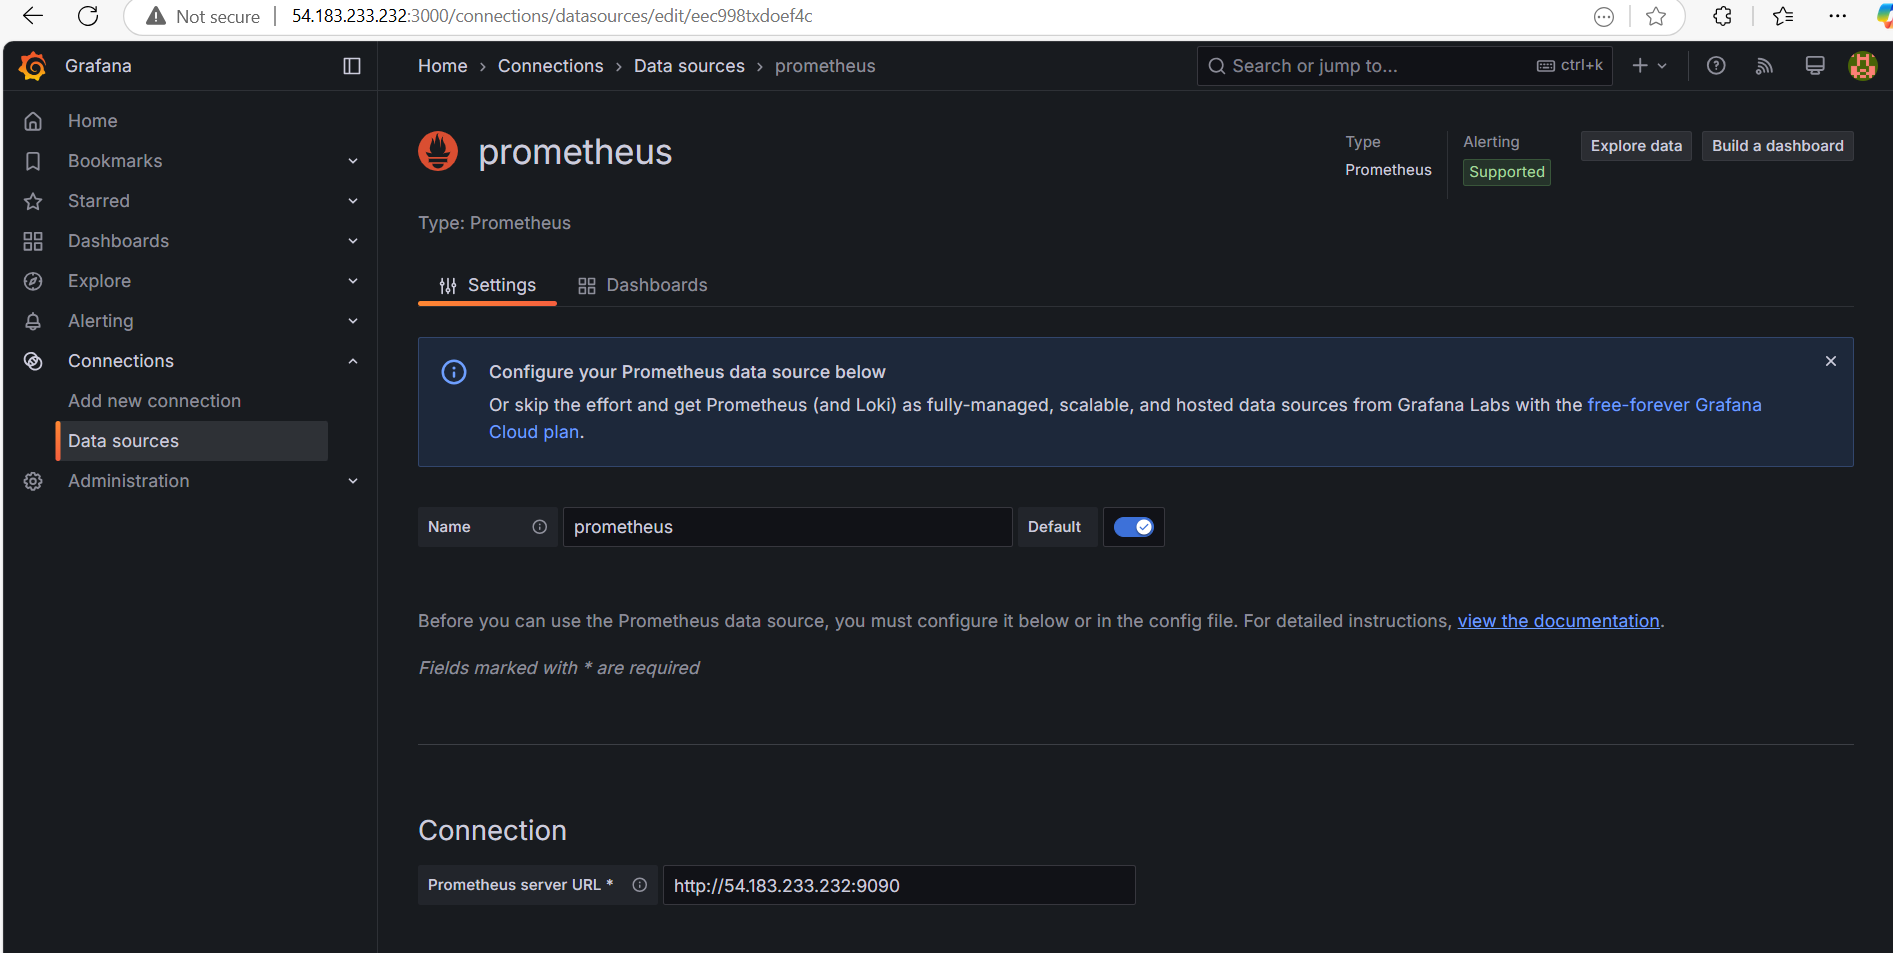 Not secure
54.183.233.232:3000/connections/datasources/edit/eec998txdoef4c
Grafana
Home › Connections › Data sources › prometheus
Search or jump to...
ctrl+k
Home
Bookmarks
Starred
Dashboards
Explore
Alerting
Connections
Add new connection
Data sources
Administration
prometheus
Type
Prometheus
Alerting
Supported
Explore data
Build a dashboard
Type: Prometheus
Settings
Dashboards
Configure your Prometheus data source below
Or skip the effort and get Prometheus (and Loki) as fully-managed, scalable, and hosted data sources from Grafana Labs with the free-forever Grafana
Cloud plan.
Name
prometheus
Default
Before you can use the Prometheus data source, you must configure it below or in the config file. For detailed instructions, view the documentation.
Fields marked with * are required
Connection
Prometheus server URL *
http://54.183.233.232:9090